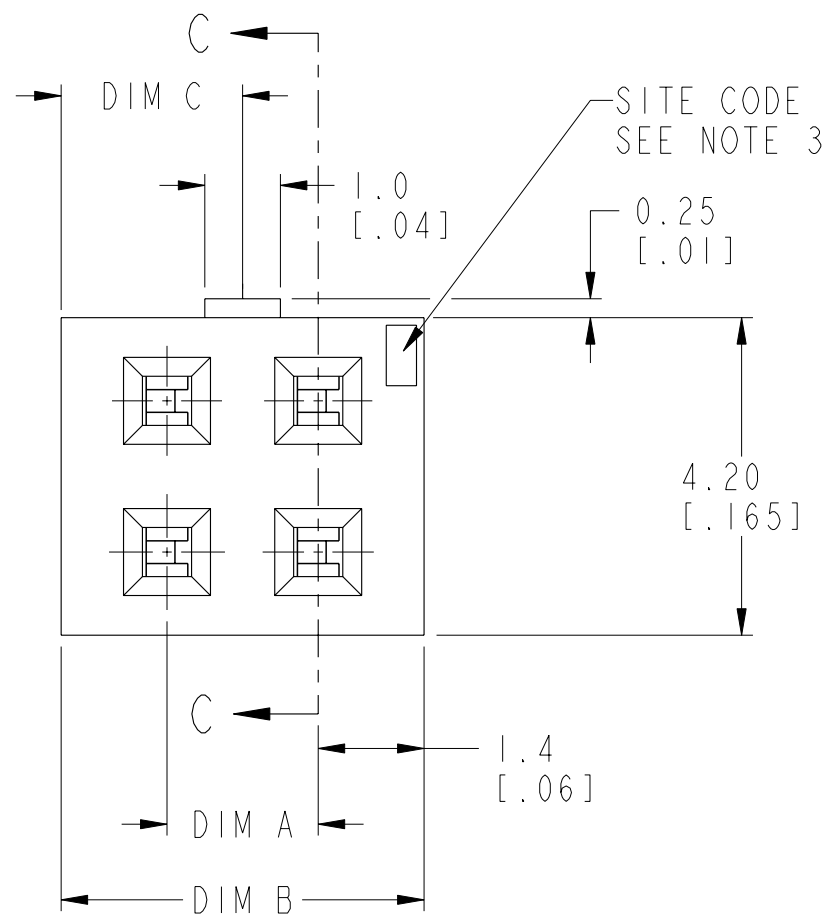 C
DIM C
SITE CODE
SEE NOTE 3
1.0
[.04]
0.25
[.01]
4.20
[.165]
C
1.4
[.06]
DIM A
DIM B